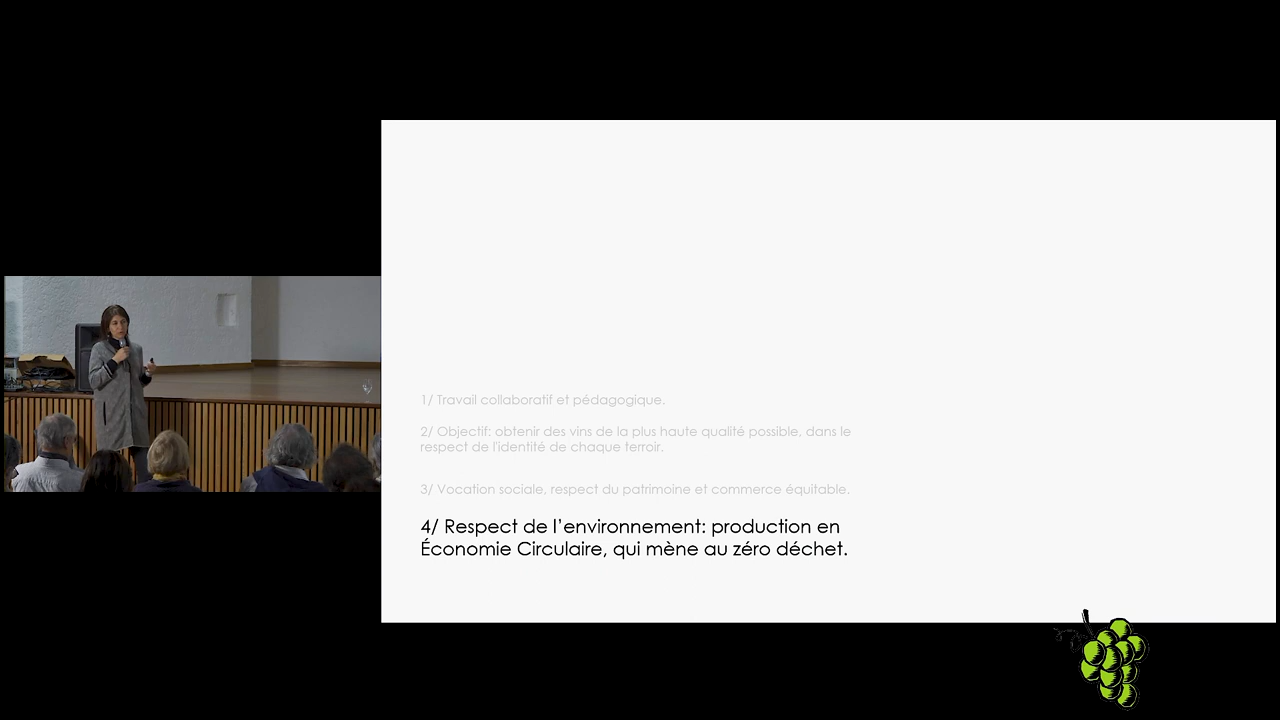 1/ Travail collaboratif et pédagogique.
2/ Objectif: obtenir des vins de la plus haute qualité possible, dans le
respect de l'identité de chaque terroir.
3/ Vocation sociale, respect du patrimoine et commerce équitable.
4/ Respect de l’environnement: production en
Économie Circulaire, qui mène au zéro déchet.